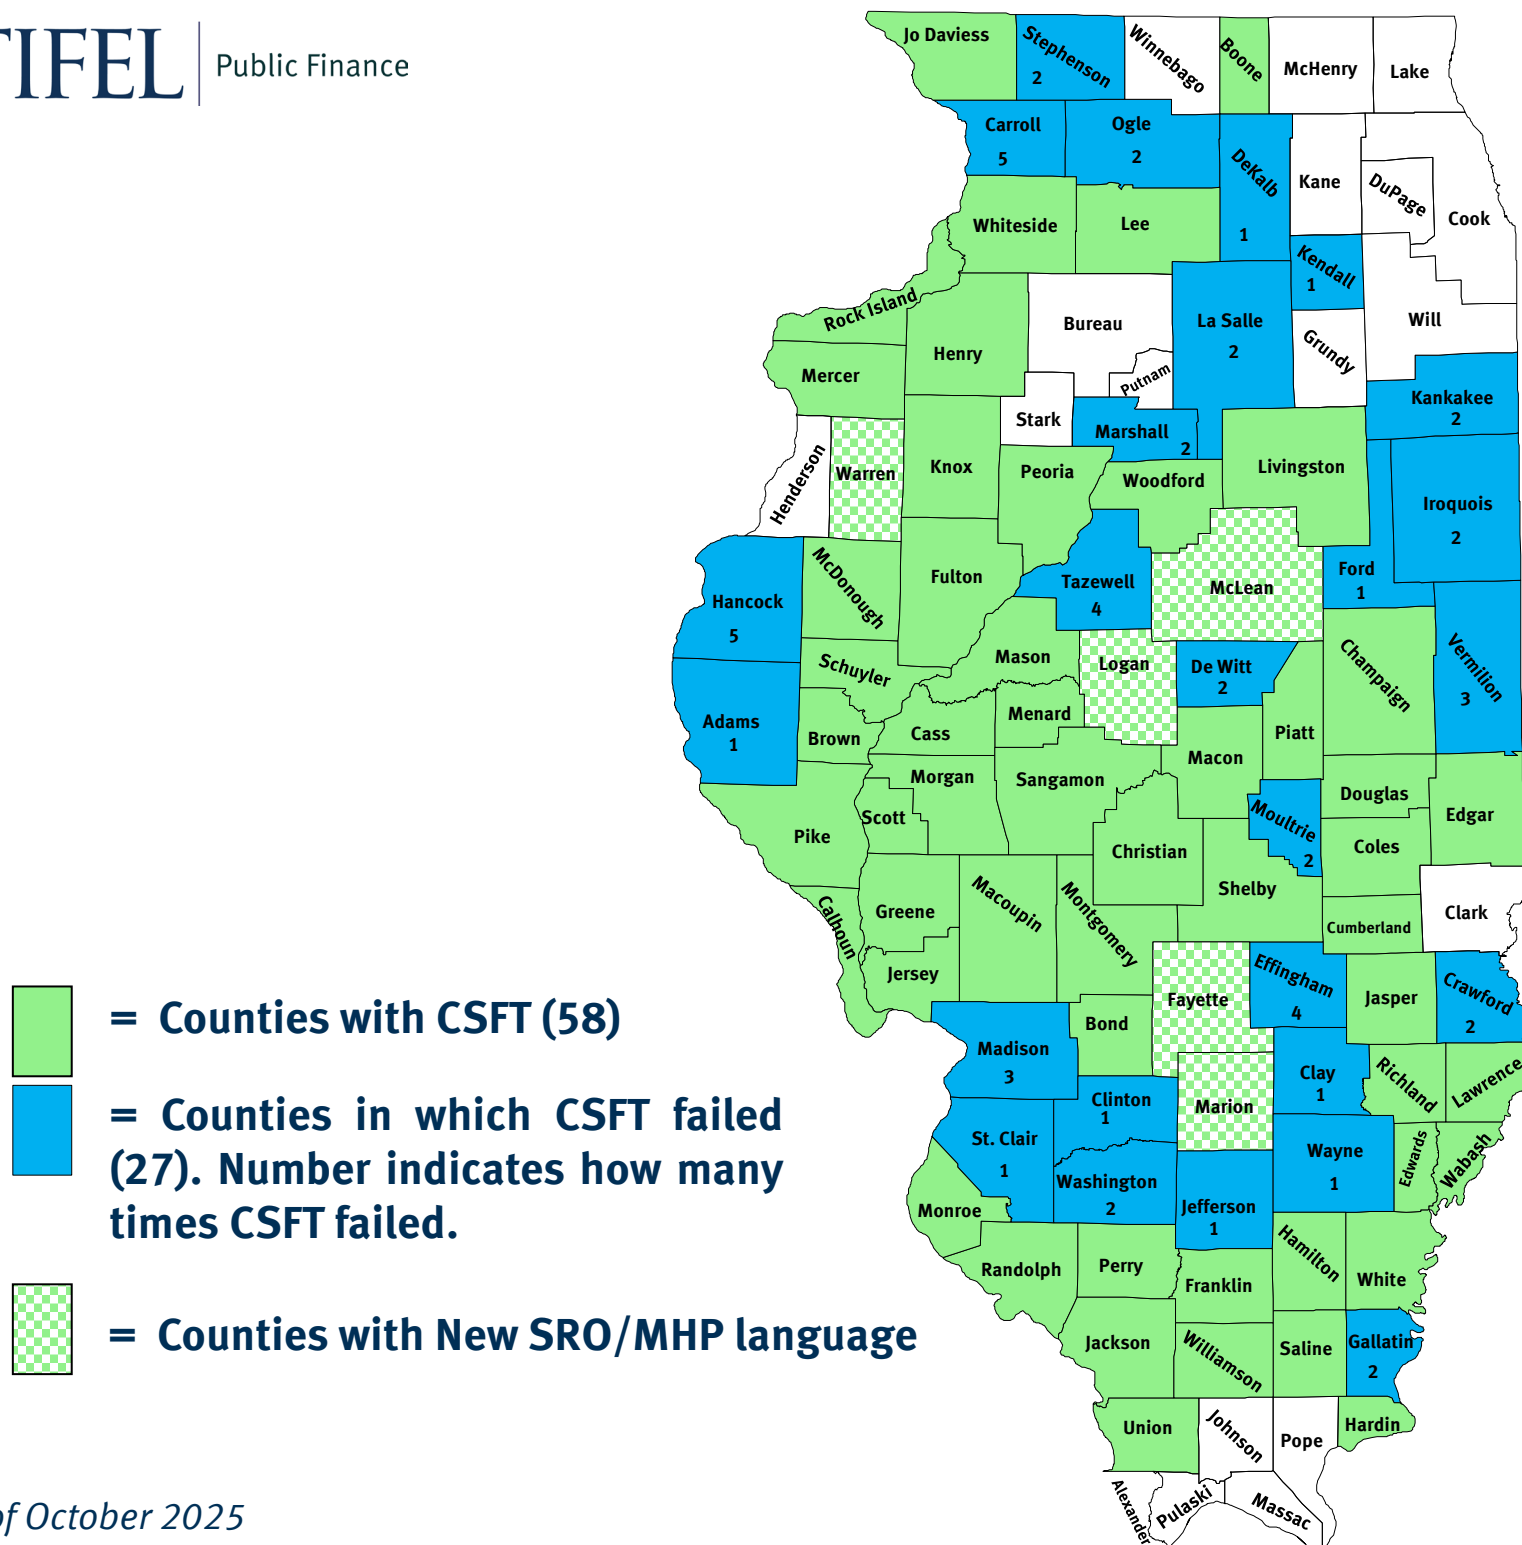 TIFEL
Public Finance
Jo Daviess
Stephenson
2
Winnebago
Boone
McHenry
Lake
Carroll
5
Ogle
2
DeKalb
1
Kane
DuPage
Cook
Whiteside
Lee
Kendall
1
Rock Island
Henry
Bureau
La Salle
2
Grundy
Will
Mercer
Putnam
Kankakee
2
Stark
Marshall
2
Henderson
Warren
Knox
Peoria
Woodford
Livingston
Iroquois
2
Hancock
5
McDonough
Fulton
Tazewell
4
McLean
Ford
1
Schuyler
Mason
Logan
De Witt
2
Champaign
Vermilion
3
Adams
1
Brown
Cass
Menard
Macon
Piatt
Morgan
Sangamon
Douglas
Edgar
Pike
Scott
Christian
Moultrie
2
Coles
Shelby
Calhoun
Greene
Macoupin
Montgomery
Cumberland
Clark
Jersey
Fayette
Effingham
4
Jasper
Crawford
2
Bond
Madison
3
Clinton
1
Marion
Clay
1
Richland
Lawrence
St. Clair
1
Washington
2
Jefferson
1
Wayne
1
Edwards
Wabash
Monroe
Randolph
Perry
Franklin
Hamilton
White
Jackson
Williamson
Saline
Gallatin
2
Union
Johnson
Pope
Hardin
Alexander
Pulaski
Massac
= Counties with CSFT (58)
= Counties in which CSFT failed
(27). Number indicates how many
times CSFT failed.
= Counties with New SRO/MHP language
of October 2025